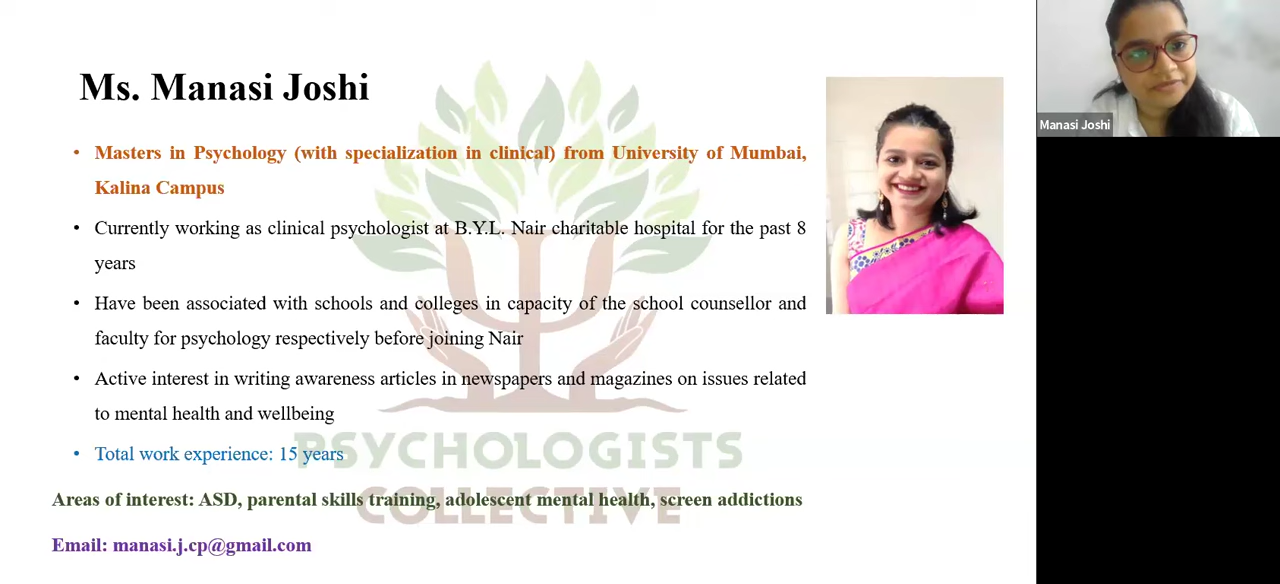 Ms. Manasi Joshi
• Masters in Psychology (with specialization in clinical) from University of Mumbai,
Kalina Campus
• Currently working as clinical psychologist at B.Y.L. Nair charitable hospital for the past 8
years
• Have been associated with schools and colleges in capacity of the school counsellor and
faculty for psychology respectively before joining Nair
• Active interest in writing awareness articles in newspapers and magazines on issues related
to mental health and wellbeing
• Total work experience: 15 years
PSYCHOLOGISTS
Areas of interest: ASD, parental skills training, adolescent mental health, screen addictions
COLLECTIVE
Email: manasi.j.cp@gmail.com
Manasi Joshi